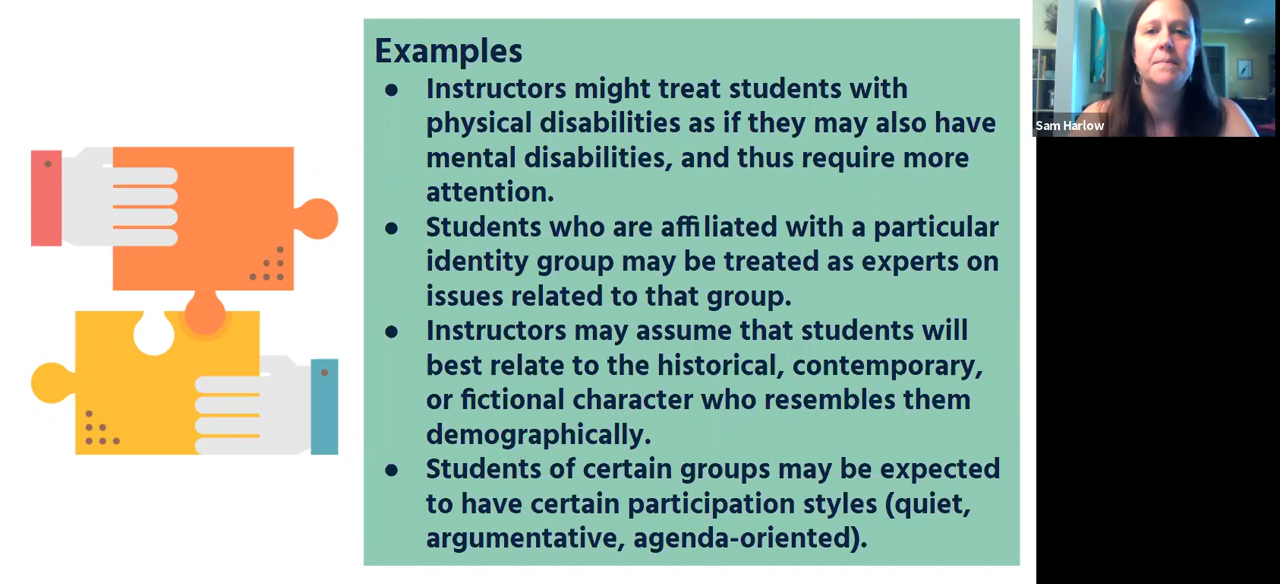 Examples
● Instructors might treat students with
physical disabilities as if they may also have
mental disabilities, and thus require more
attention.
● Students who are affiliated with a particular
identity group may be treated as experts on
issues related to that group.
● Instructors may assume that students will
best relate to the historical, contemporary,
or fictional character who resembles them
demographically.
● Students of certain groups may be expected
to have certain participation styles (quiet,
argumentative, agenda-oriented).
Sam Harlow